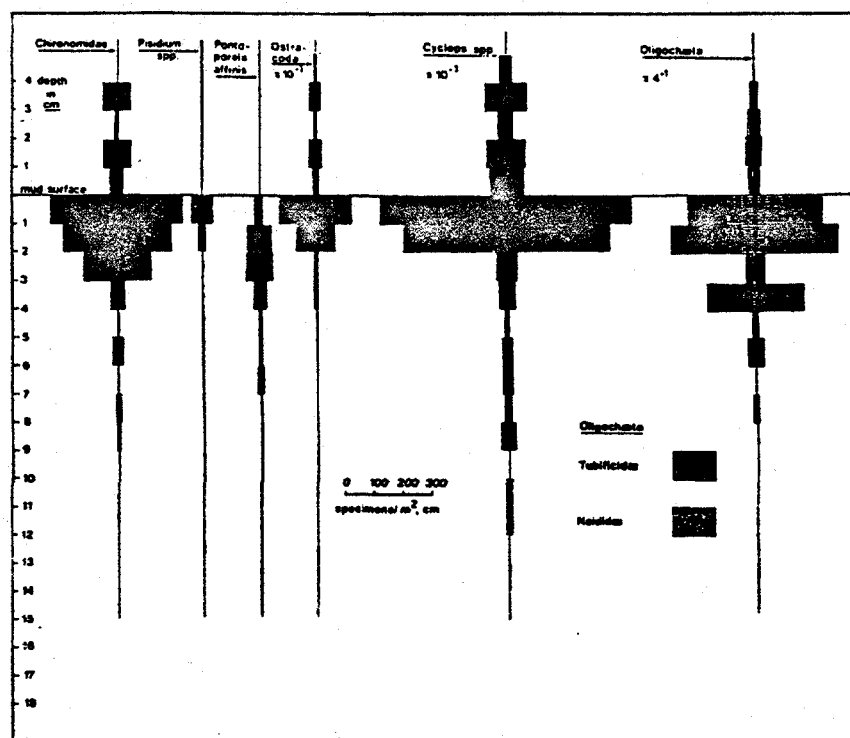 Chironomidae
Pisidium
spp.
Ponto-
poreia
affinis
Ostra-
coda
x 10⁻¹
Cyclops spp
x 10⁻²
Oligochaeta
x 4⁻¹
4 depth
in
cm
3
2
1
mud surface
1
2
3
4
5
6
7
8
9
10
11
12
13
14
15
16
17
18
0 100 200 300
specimens/ m², cm
Oligochaeta
Tubificidae
Naididae